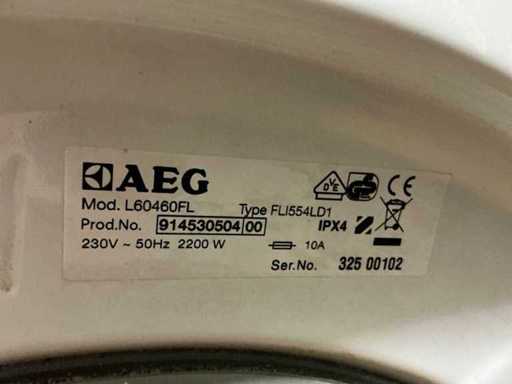 AEG
Mod. L60460FL Type FLI554LD1
Prod.No. 914530504 00 IPX4
230V ~ 50Hz 2200 W 10A
Ser.No. 325 00102